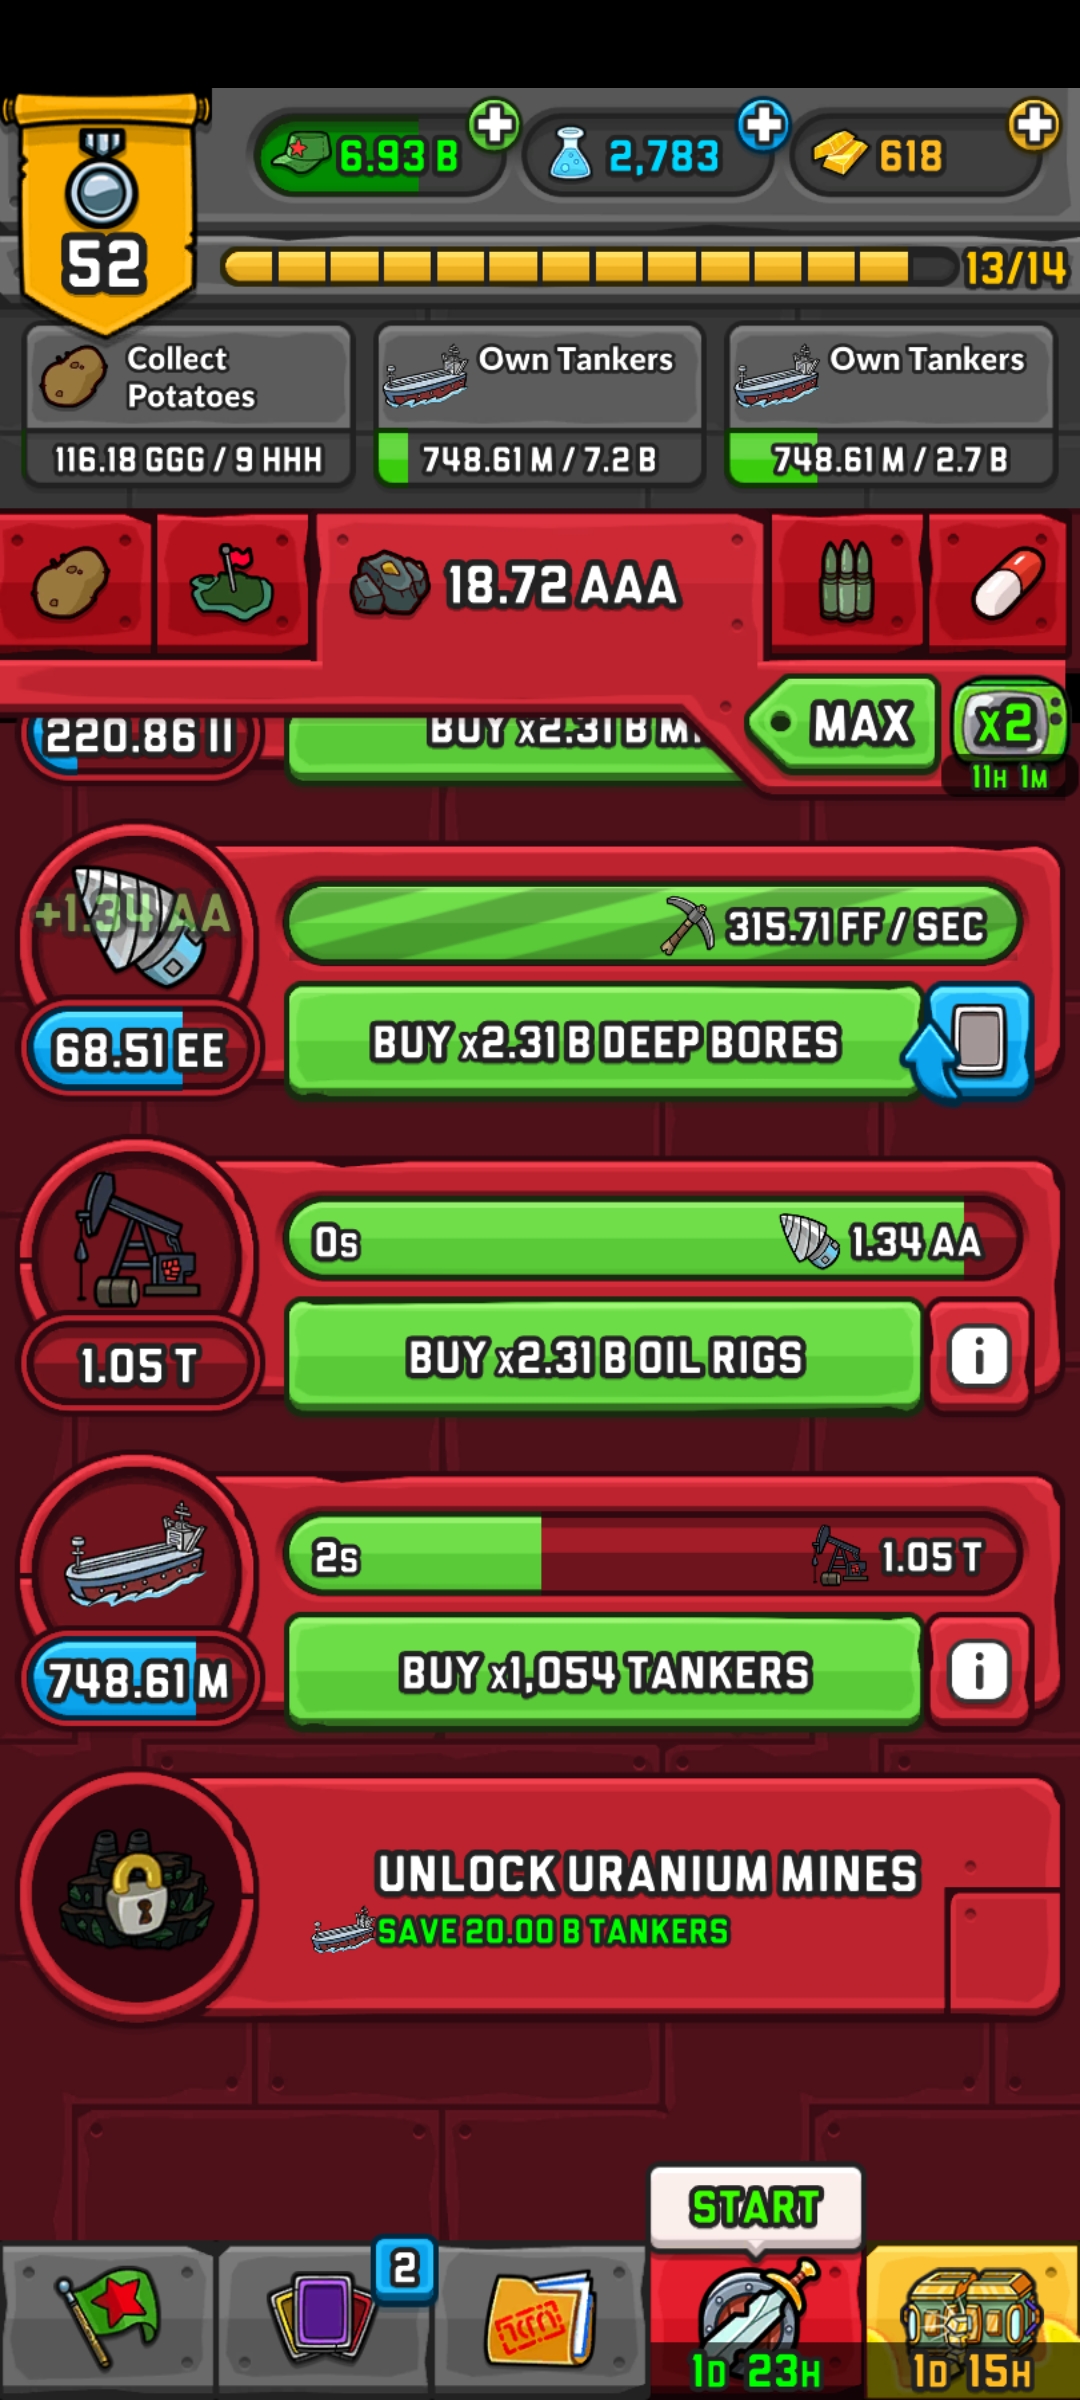 6.93 B
2,783
618
52
13/14
Collect
Potatoes
Own Tankers
Own Tankers
116.18 GGG / 9 HHH
748.61 M / 7.2 B
748.61 M / 2.7 B
18.72 AAA
MAX
x2
11H 1M
220.86 II
BUY x2.31 B
+1.34 AA
315.71 FF / SEC
68.51 EE
BUY x2.31 B DEEP BORES
0s
1.34 AA
1.05 T
BUY x2.31 B OIL RIGS
i
2s
1.05 T
748.61 M
BUY x1,054 TANKERS
i
UNLOCK URANIUM MINES
SAVE 20.00 B TANKERS
START
2
1D 23H
1D 15H